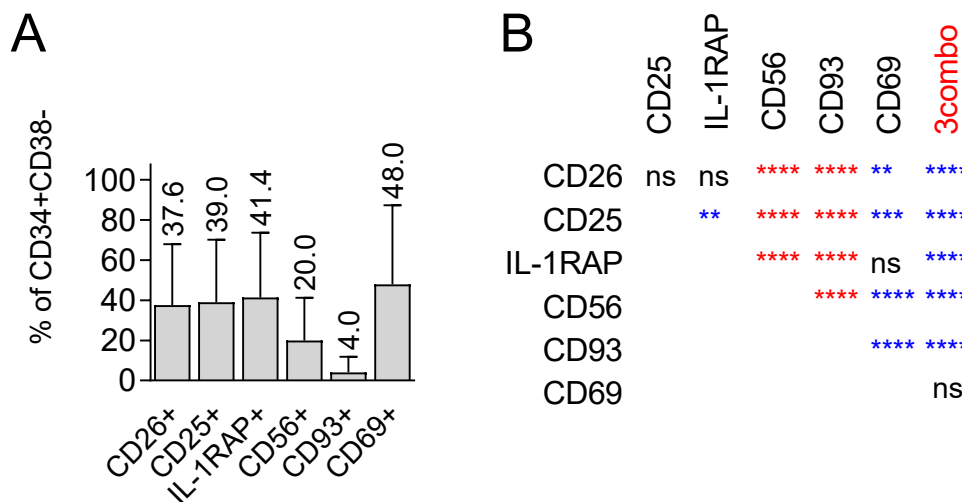 A
% of CD34+CD38-
100
80
60
40
20
0
37.6
39.0
41.4
20.0
4.0
48.0
CD26+
CD25+
IL-1RAP+
CD56+
CD93+
CD69+
B
CD25
IL-1RAP
CD56
CD93
CD69
3combo
CD26 ns ns **** **** ** ****
CD25 ** **** **** *** ****
IL-1RAP **** **** ns ****
CD56 **** **** ****
CD93 **** ****
CD69 ns